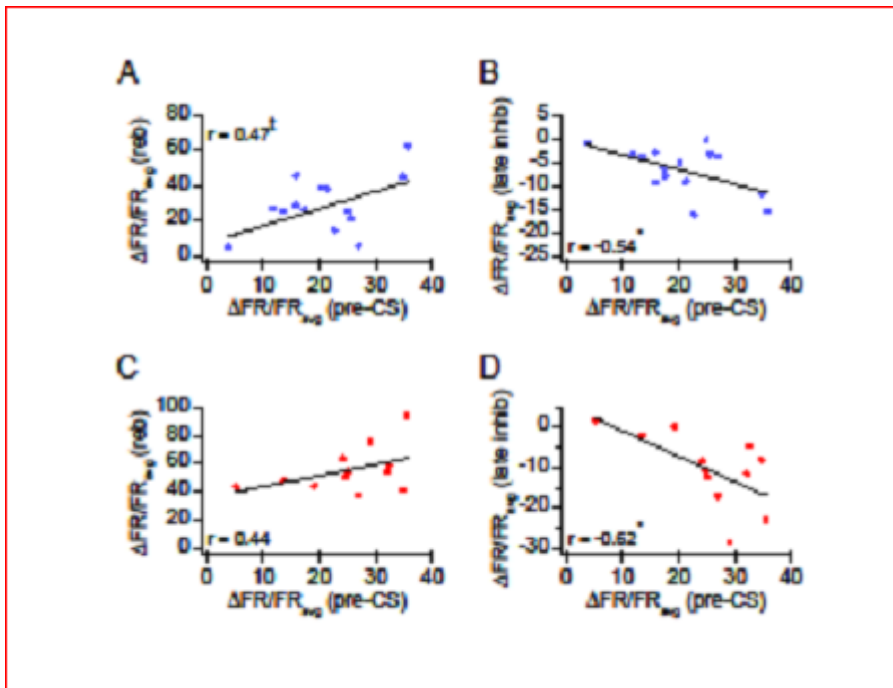 A
ΔFR/FRavg (reb)
80
60
40
20
0
r = 0.47‡
0 10 20 30 40
ΔFR/FRavg (pre-CS)
B
ΔFR/FRavg (late inhib)
5
0
-5
-10
-15
-20
-25
r = -0.54*
0 10 20 30 40
ΔFR/FRavg (pre-CS)
C
ΔFR/FRavg (reb)
100
80
60
40
20
0
r = 0.44
0 10 20 30 40
ΔFR/FRavg (pre-CS)
D
ΔFR/FRavg (late inhib)
0
-10
-20
-30
r = -0.62*
0 10 20 30 40
ΔFR/FRavg (pre-CS)